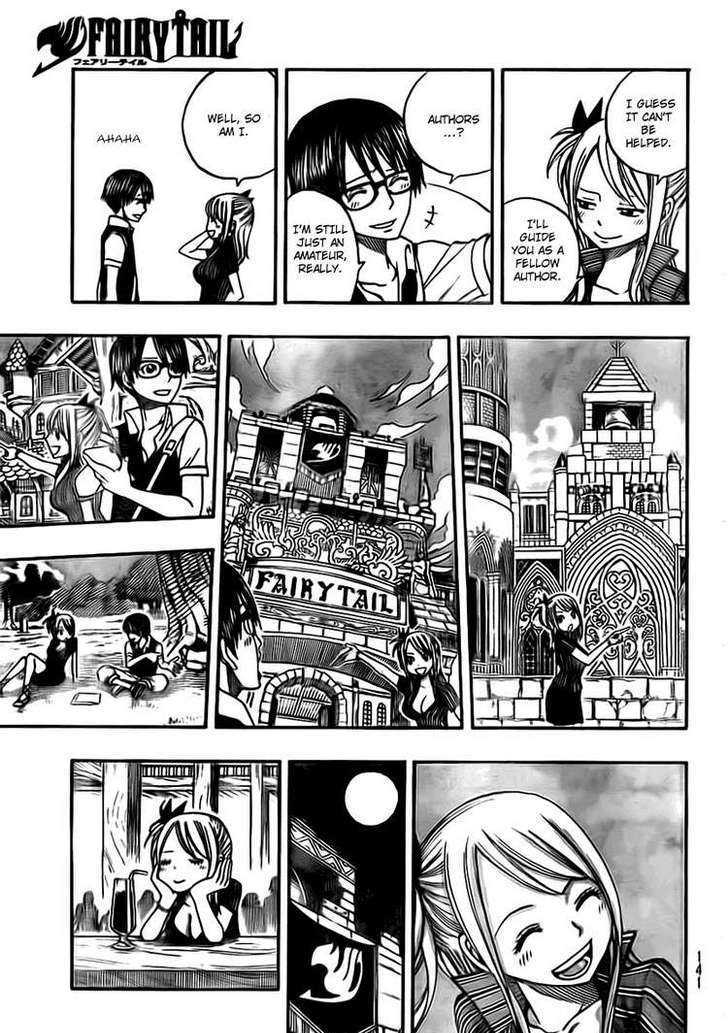 FAIRY TAIL
フェアリーテイル
I GUESS
IT CAN'T
BE
HELPED.
I'LL
GUIDE
YOU AS A
FELLOW
AUTHOR.
AUTHORS
...?
I'M STILL
JUST AN
AMATEUR,
REALLY.
WELL, SO
AM I.
AHAHA
FAIRY TAIL
141